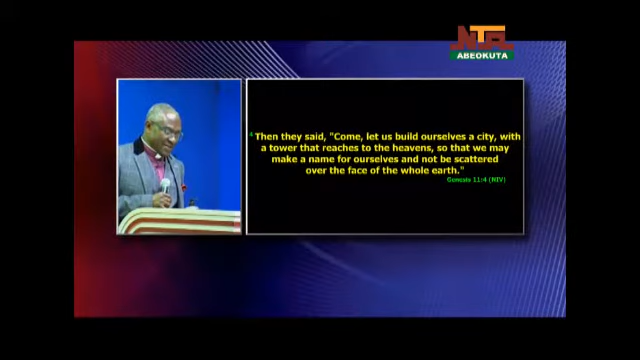 NTA
ABEOKUTA
4 Then they said, "Come, let us build ourselves a city, with
a tower that reaches to the heavens, so that we may
make a name for ourselves and not be scattered
over the face of the whole earth."
Genesis 11:4 (NIV)